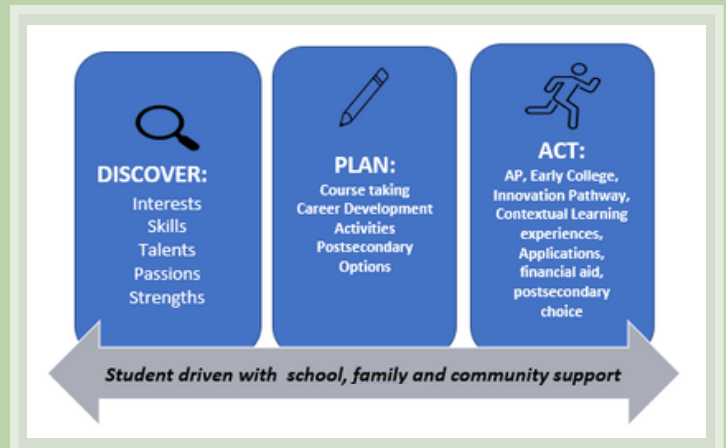 DISCOVER:
Interests
Skills
Talents
Passions
Strengths
PLAN:
Course taking
Career Development
Activities
Postsecondary
Options
ACT:
AP, Early College,
Innovation Pathway,
Contextual Learning
experiences,
Applications,
financial aid,
postsecondary
choice
Student driven with school, family and community support